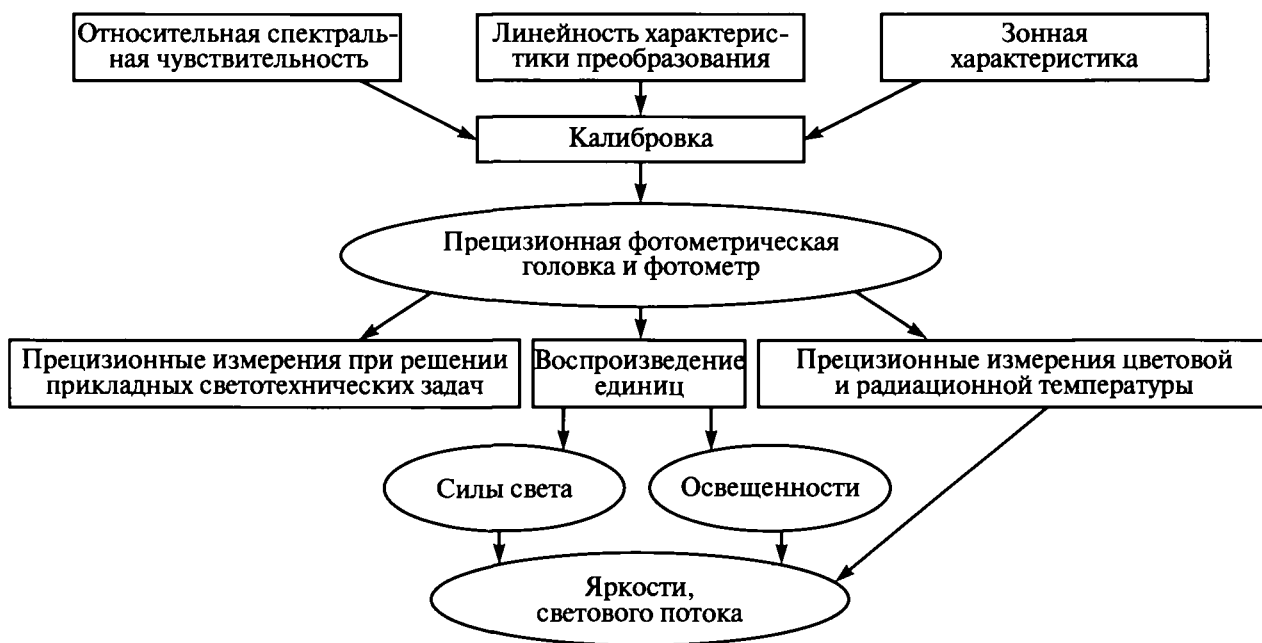 Относительная спектраль-
ная чувствительность
Линейность характерис-
тики преобразования
Зонная
характеристика
Калибровка
Прецизионная фотометрическая
головка и фотометр
Прецизионные измерения при решении
прикладных светотехнических задач
Воспроизведение
единиц
Прецизионные измерения цветовой
и радиационной температуры
Силы света
Освещенности
Яркости,
светового потока